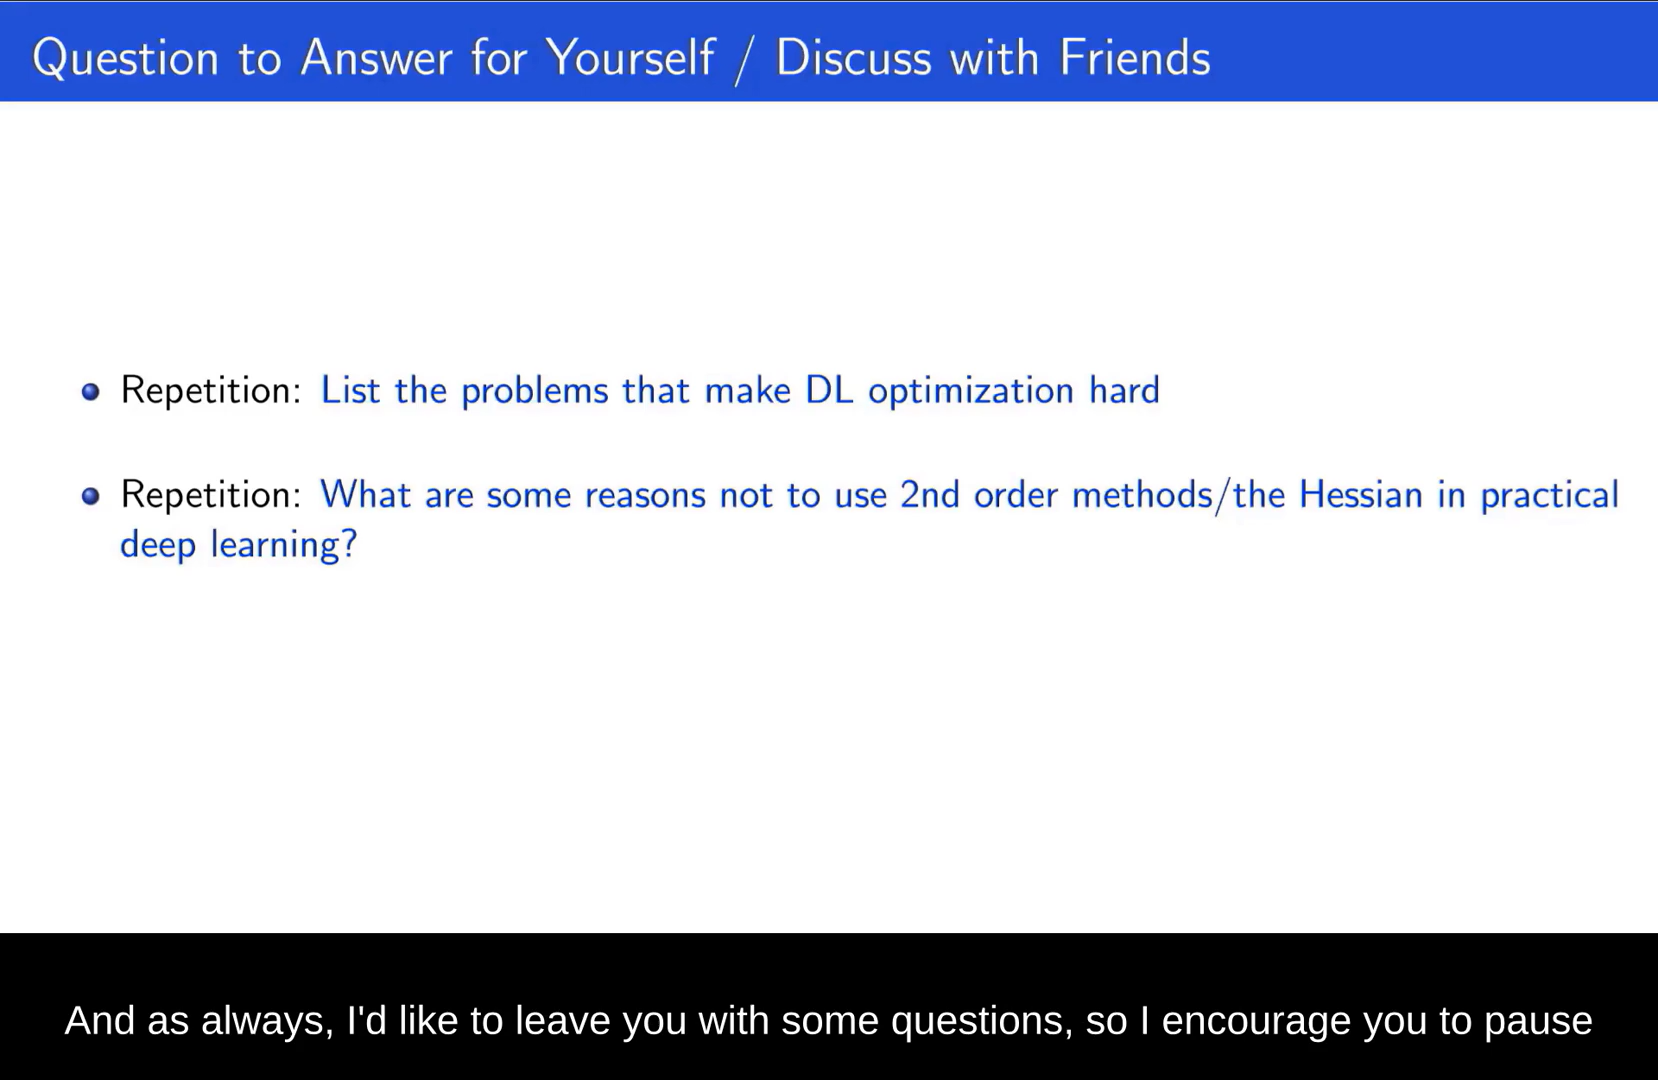 Question to Answer for Yourself / Discuss with Friends
Repetition: List the problems that make DL optimization hard
Repetition: What are some reasons not to use 2nd order methods/the Hessian in practical
deep learning?
And as always, I'd like to leave you with some questions, so I encourage you to pause